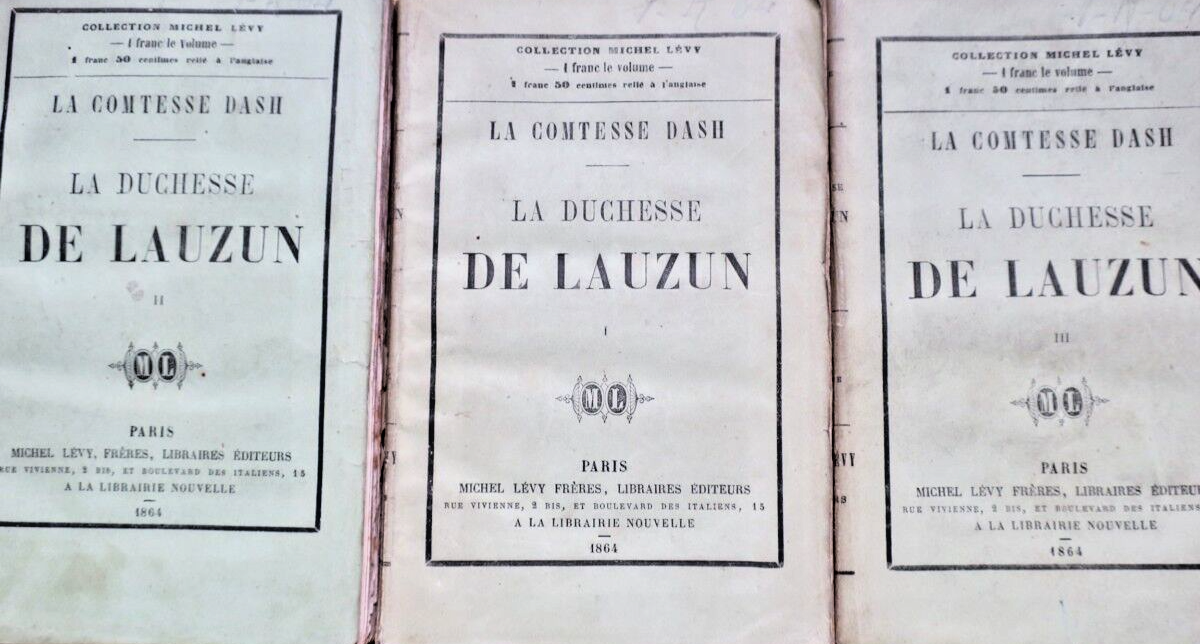 COLLECTION MICHEL LÉVY
— 1 franc le volume —
1 franc 50 centimes relié à l'anglaise
LA COMTESSE DASH
LA DUCHESSE
DE LAUZUN
II
ML
PARIS
MICHEL LÉVY, FRÈRES, LIBRAIRES ÉDITEURS
RUE VIVIENNE, 2 BIS, ET BOULEVARD DES ITALIENS, 15
A LA LIBRAIRIE NOUVELLE
1864
COLLECTION MICHEL LÉVY
— 1 franc le volume —
1 franc 50 centimes relié à l'anglaise
LA COMTESSE DASH
LA DUCHESSE
DE LAUZUN
I
ML
PARIS
MICHEL LÉVY FRÈRES, LIBRAIRES ÉDITEURS
RUE VIVIENNE, 2 BIS, ET BOULEVARD DES ITALIENS, 15
A LA LIBRAIRIE NOUVELLE
1864
COLLECTION MICHEL LÉVY
— 1 franc le volume —
1 franc 50 centimes relié à l'anglaise
LA COMTESSE DASH
LA DUCHESSE
DE LAUZUN
III
ML
PARIS
MICHEL LÉVY FRÈRES, LIBRAIRES ÉDITEU
RUE VIVIENNE, 2 BIS, ET BOULEVARD DES ITALIENS,
A LA LIBRAIRIE NOUVELLE
1864